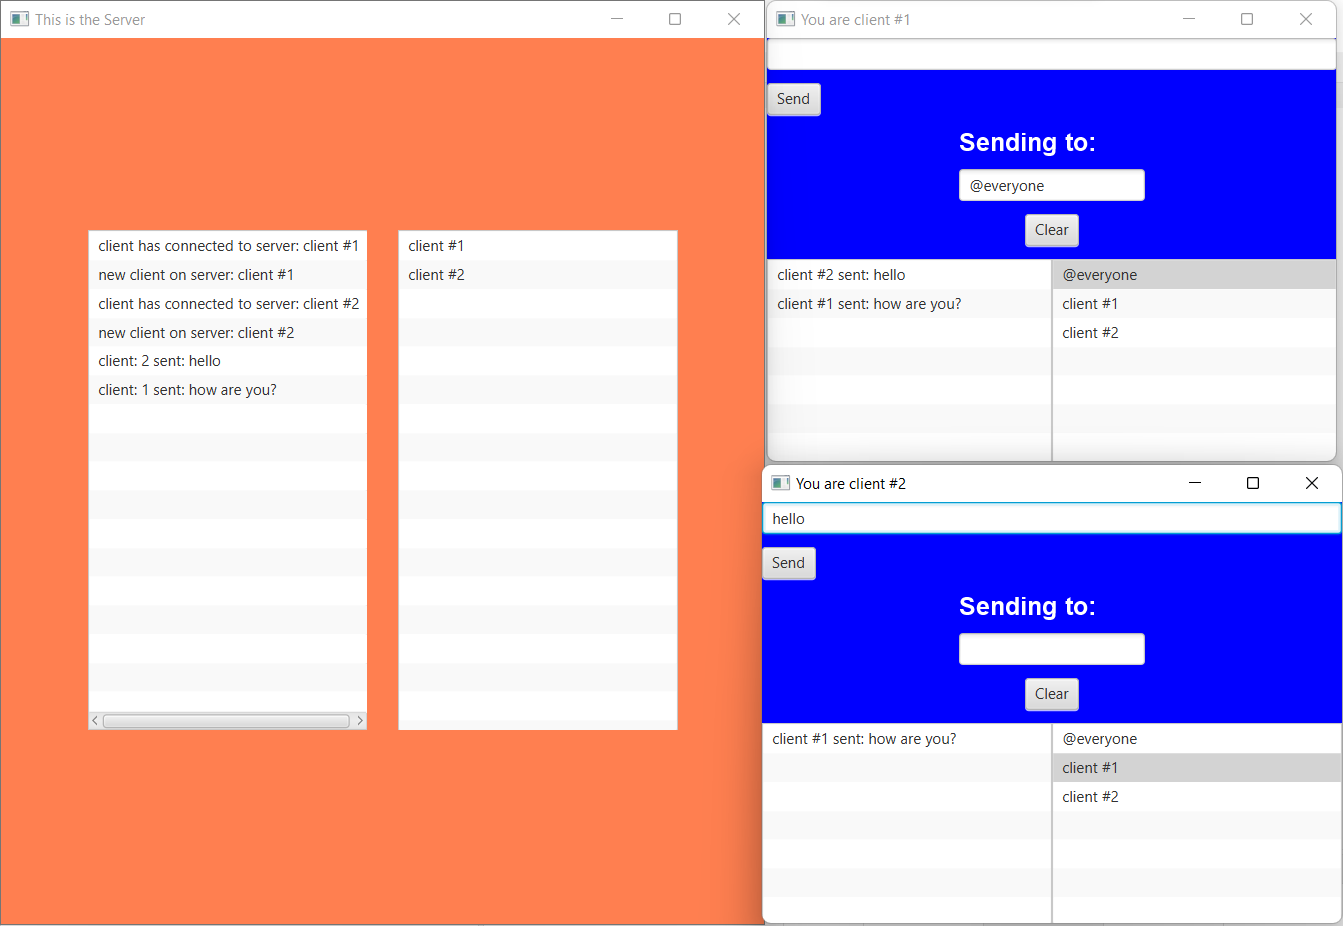 This is the Server
client has connected to server: client #1
new client on server: client #1
client has connected to server: client #2
new client on server: client #2
client: 2 sent: hello
client: 1 sent: how are you?
client #1
client #2
You are client #1
Send
Sending to:
@everyone
Clear
client #2 sent: hello
client #1 sent: how are you?
@everyone
client #1
client #2
You are client #2
hello
Send
Sending to:
Clear
client #1 sent: how are you?
@everyone
client #1
client #2